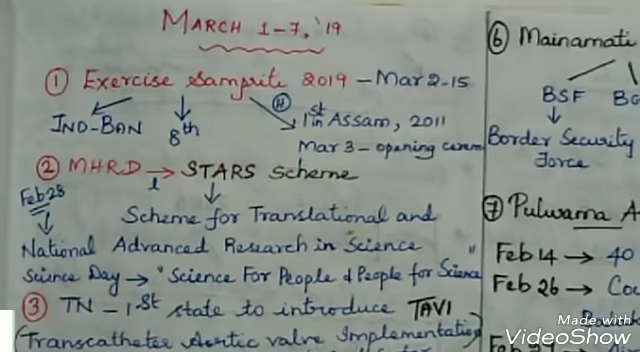 MARCH 1-7, '19
① Exercise Samprite 2019 - Mar 2-15
IND-BAN
8th
(H)
1st in Assam, 2011
Mar 3 - opening cerem
② MHRD → STARS Scheme
Feb 28
Scheme for Translational and
National Advanced Research in Science
Science Day → "Science For People & People for Science"
③ TN - 1st state to introduce TAVI
(Transcatheter Aortic valve Implementation)
⑥ Mainamati
BSF
Border Security
Force
⑦ Pulwama A
Feb 14 → 40
Feb 26 → Cou
Made with
VideoShow